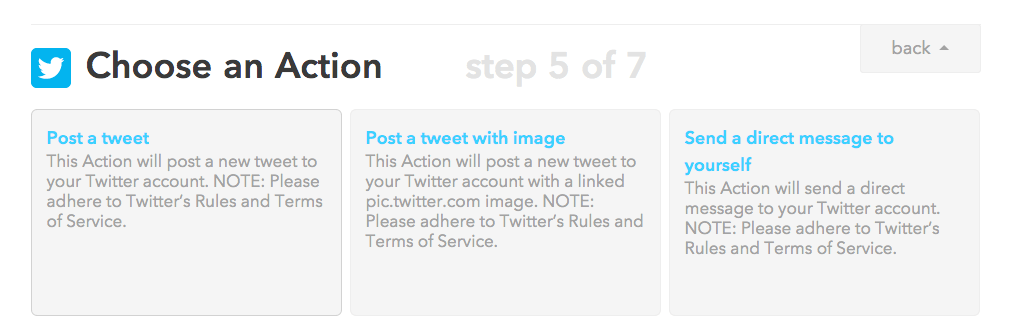 back
Choose an Action
step 5 of 7
Post a tweet
This Action will post a new tweet to
your Twitter account. NOTE: Please
adhere to Twitter’s Rules and Terms
of Service.
Post a tweet with image
This Action will post a new tweet to
your Twitter account with a linked
pic.twitter.com image. NOTE:
Please adhere to Twitter’s Rules and
Terms of Service.
Send a direct message to
yourself
This Action will send a direct
message to your Twitter account.
NOTE: Please adhere to Twitter’s
Rules and Terms of Service.